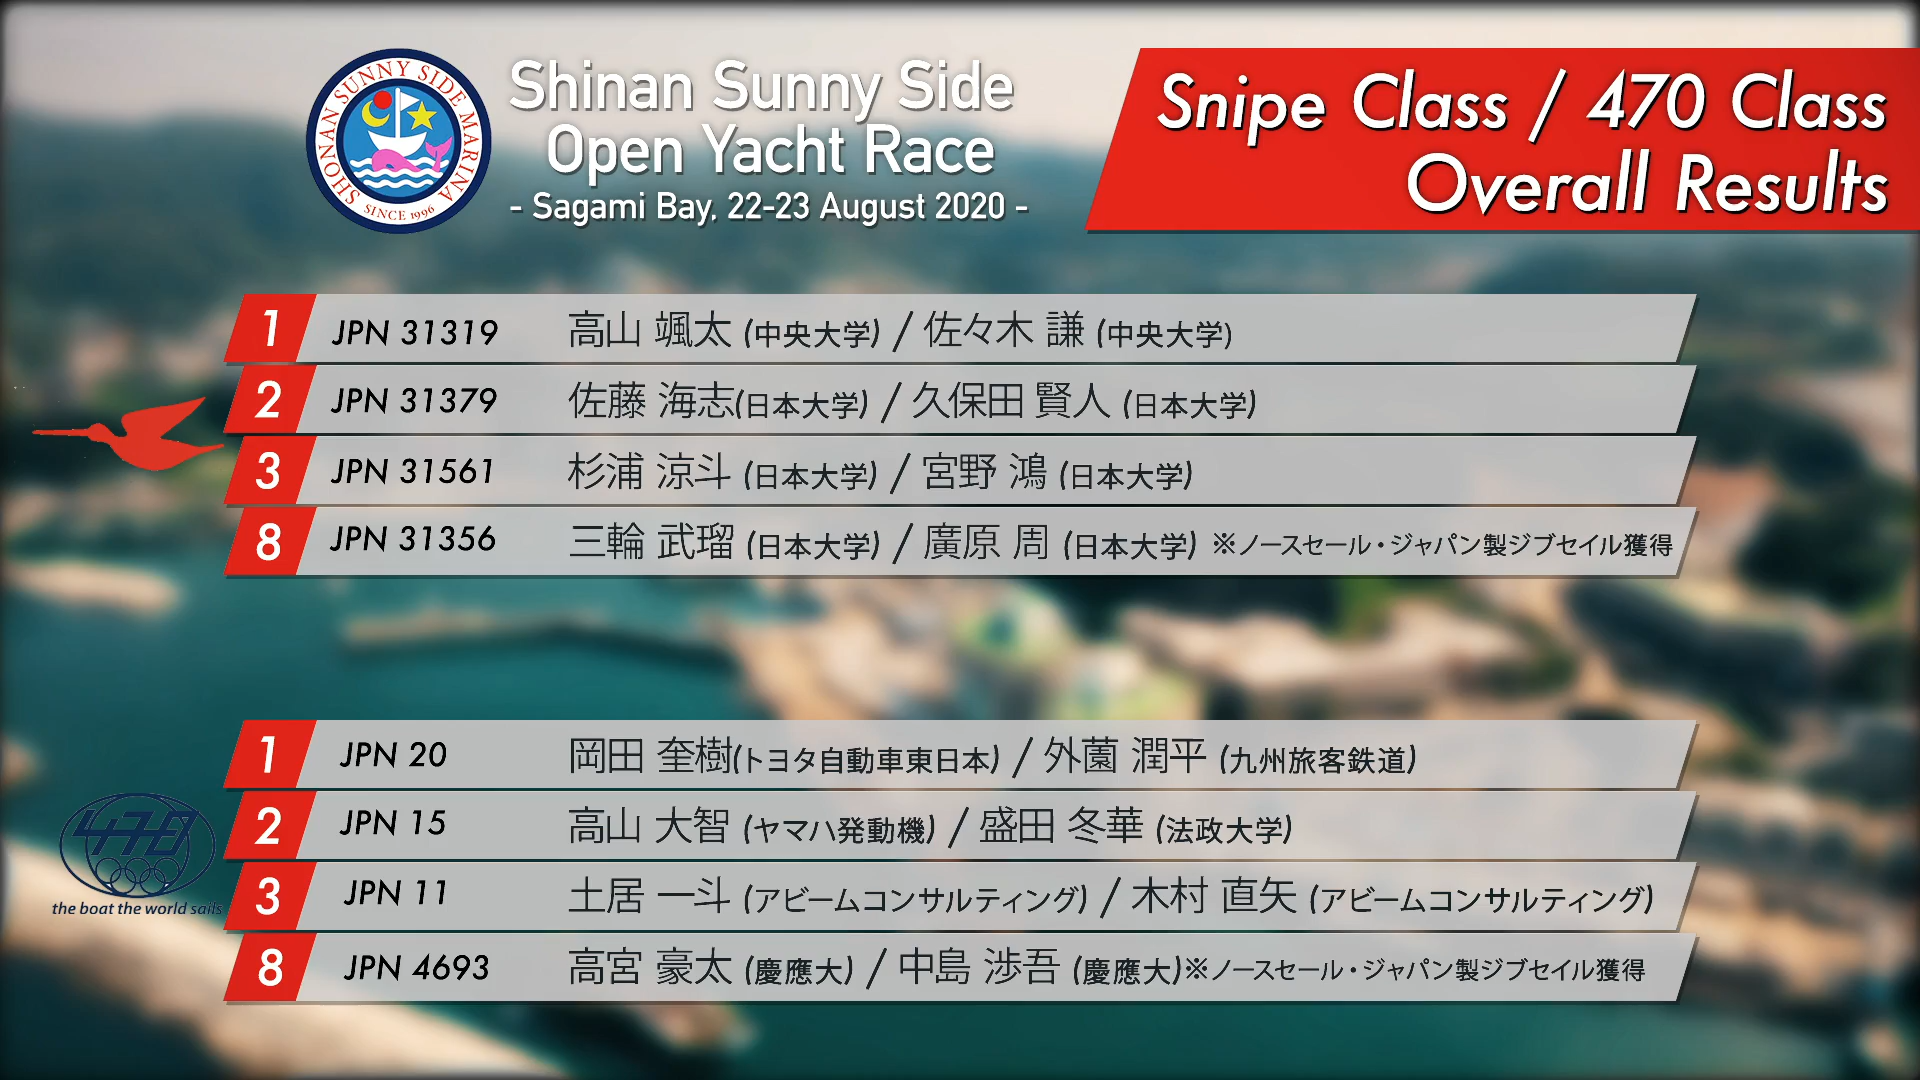 SHONAN SUNNY SIDE MARINA
SINCE 1996
Shinan Sunny Side
Open Yacht Race
- Sagami Bay, 22-23 August 2020 -
Snipe Class / 470 Class
Overall Results
1 JPN 31319 高山 颯太 (中央大学) / 佐々木 謙 (中央大学)
2 JPN 31379 佐藤 海志(日本大学) / 久保田 賢人 (日本大学)
3 JPN 31561 杉浦 涼斗 (日本大学) / 宮野 鴻 (日本大学)
8 JPN 31356 三輪 武瑠 (日本大学) / 廣原 周 (日本大学) ※ノースセール・ジャパン製ジブセイル獲得
1 JPN 20 岡田 奎樹(トヨタ自動車東日本) / 外薗 潤平 (九州旅客鉄道)
2 JPN 15 高山 大智 (ヤマハ発動機) / 盛田 冬華 (法政大学)
470
the boat the world sails
3 JPN 11 土居 一斗 (アビームコンサルティング) / 木村 直矢 (アビームコンサルティング)
8 JPN 4693 高宮 豪太 (慶應大) / 中島 渉吾 (慶應大)※ノースセール・ジャパン製ジブセイル獲得